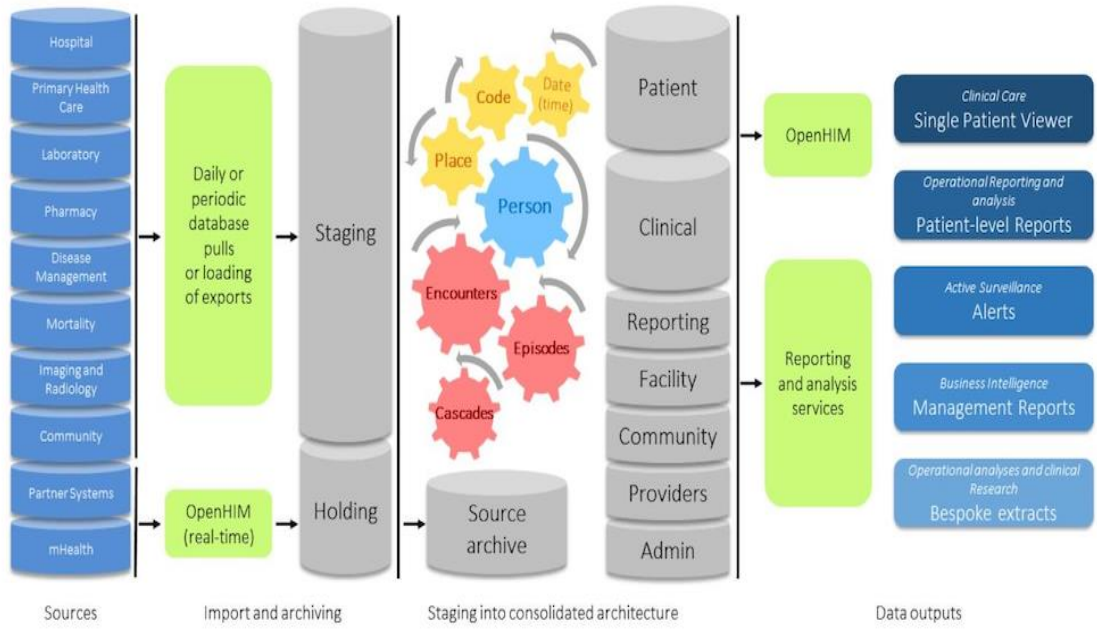 Hospital
Primary Health
Care
Laboratory
Pharmacy
Disease
Management
Mortality
Imaging and
Radiology
Community
Partner Systems
mHealth
Daily or
periodic
database
pulls
or loading
of exports
OpenHIM
(real-time)
Staging
Holding
Code
Date
(time)
Place
Person
Encounters
Episodes
Cascades
Source
archive
Patient
Clinical
Reporting
Facility
Community
Providers
Admin
OpenHIM
Reporting
and analysis
services
Clinical Care
Single Patient Viewer
Operational Reporting and
analysis
Patient-level Reports
Active Surveillance
Alerts
Business Intelligence
Management Reports
Operational analyses and clinical
Research
Bespoke extracts
Sources
Import and archiving
Staging into consolidated architecture
Data outputs